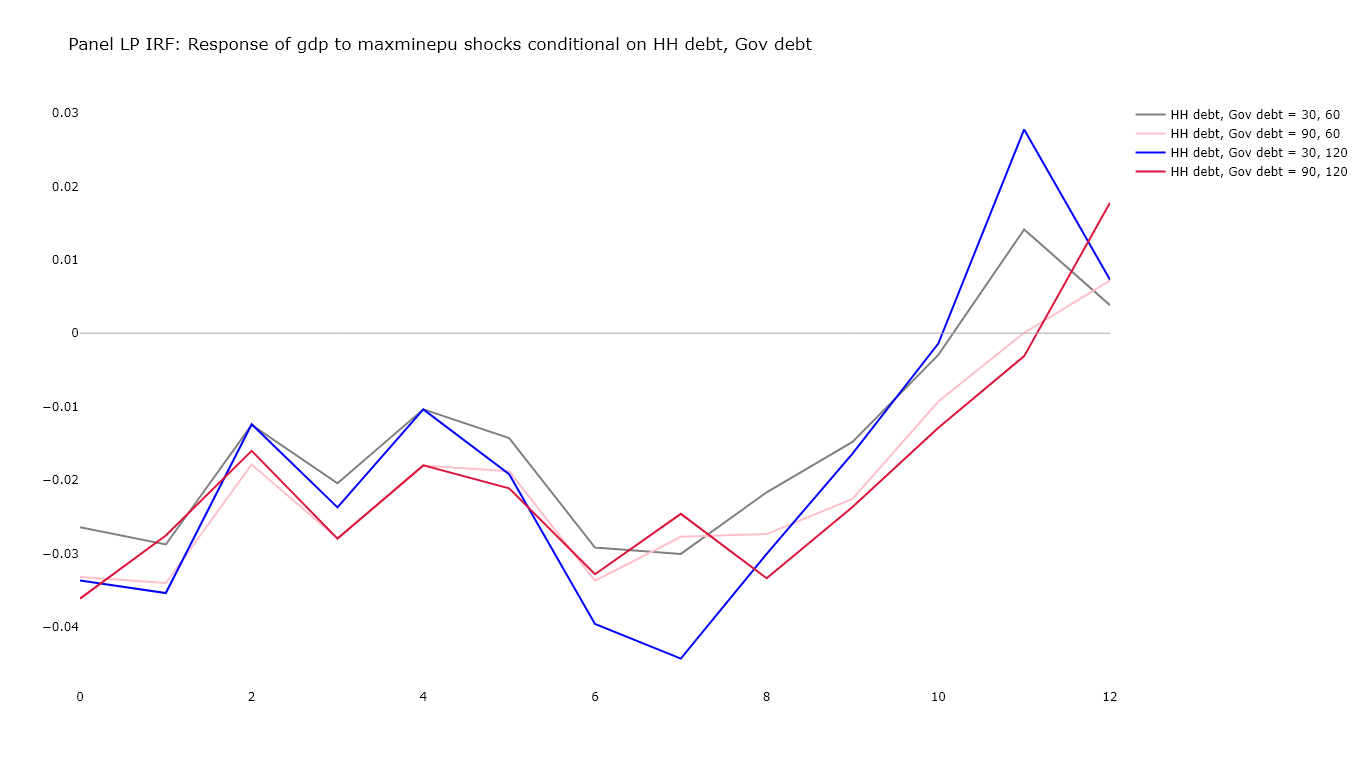 Panel LP IRF: Response of gdp to maxminepu shocks conditional on HH debt, Gov debt
0.03
0.02
0.01
0
−0.01
−0.02
−0.03
−0.04
0 2 4 6 8 10 12
HH debt, Gov debt = 30, 60
HH debt, Gov debt = 90, 60
HH debt, Gov debt = 30, 120
HH debt, Gov debt = 90, 120